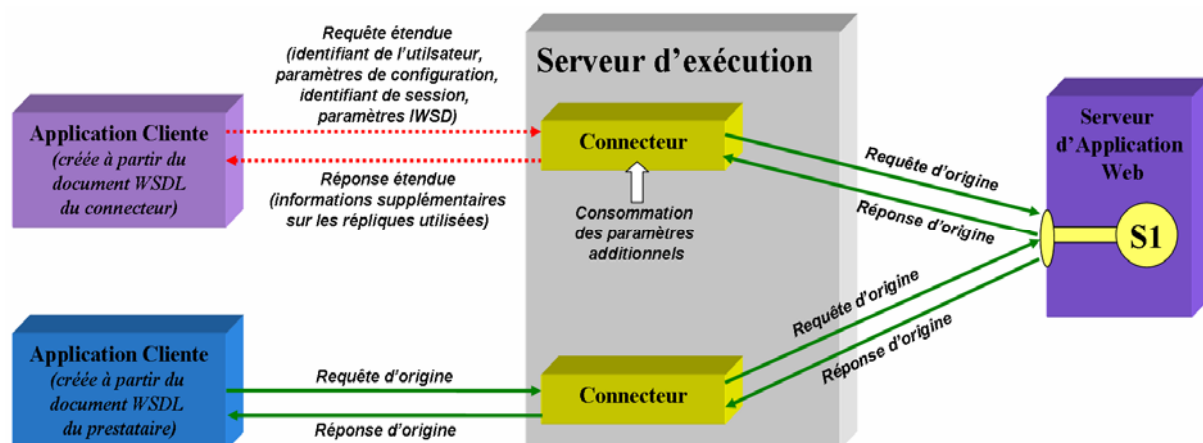 Requête étendue
(identifiant de l'utilsateur,
paramètres de configuration,
identifiant de session,
paramètres IWSD)
Serveur d'exécution
Application Cliente
(créée à partir du
document WSDL
du connecteur)
Connecteur
Serveur
d'Application
Web
Requête d'origine
Réponse d'origine
Réponse étendue
(informations supplémentaires
sur les répliques utilisées)
Consommation
des paramètres
additionnels
S1
Application Cliente
(créée à partir du
document WSDL
du prestataire)
Requête d'origine
Réponse d'origine
Connecteur
Requête d'origine
Réponse d'origine